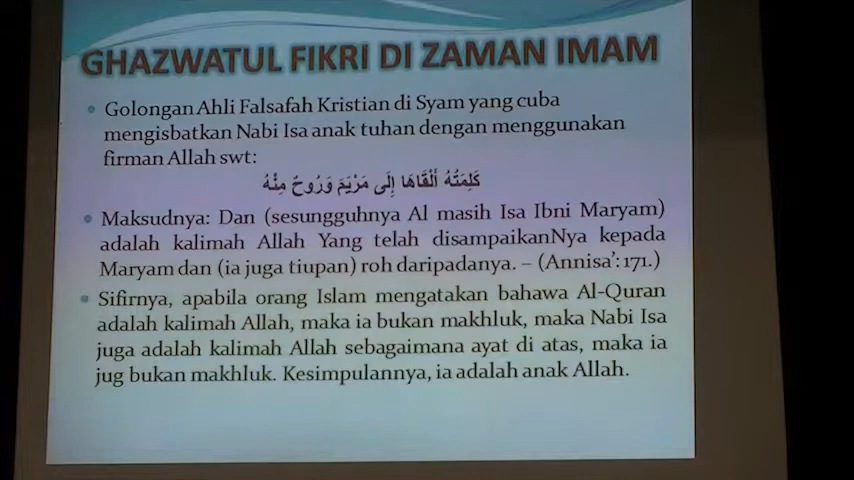 GHAZWATUL FIKRI DI ZAMAN IMAM
Golongan Ahli Falsafah Kristian di Syam yang cuba
mengisbatkan Nabi Isa anak tuhan dengan menggunakan
firman Allah swt:
كَلِمَتُهُ أَلْقَاهَا إِلَى مَرْيَمَ وَرُوحٌ مِنْهُ
Maksudnya: Dan (sesungguhnya Al masih Isa Ibni Maryam)
adalah kalimah Allah Yang telah disampaikanNya kepada
Maryam dan (ia juga tiupan) roh daripadanya. – (Annisa’: 171.)
Sifirnya, apabila orang Islam mengatakan bahawa Al-Quran
adalah kalimah Allah, maka ia bukan makhluk, maka Nabi Isa
juga adalah kalimah Allah sebagaimana ayat di atas, maka ia
jug bukan makhluk. Kesimpulannya, ia adalah anak Allah.